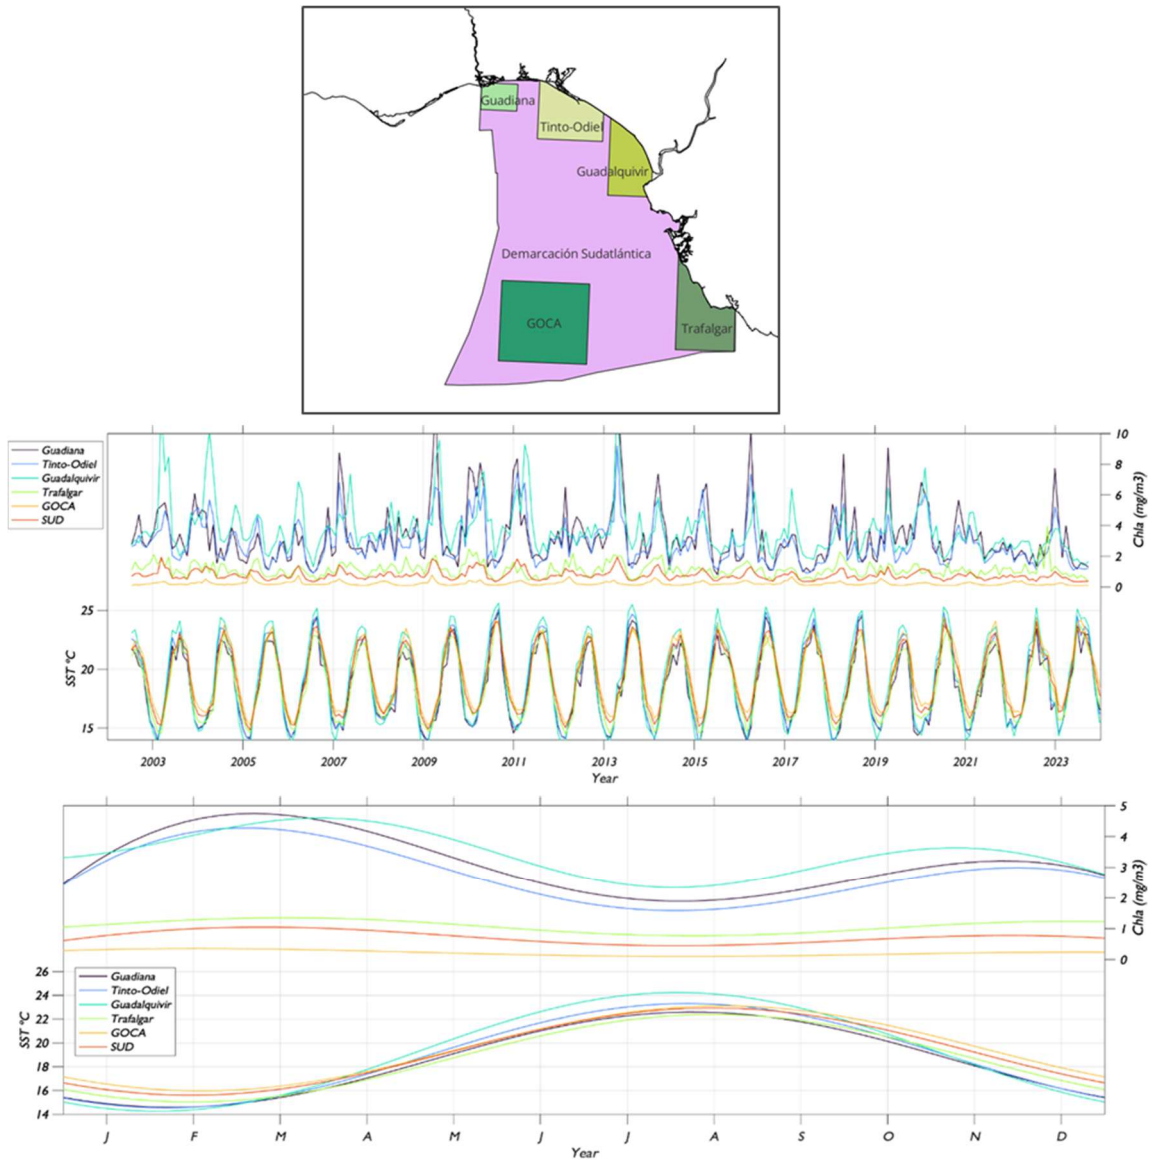 Guadiana
Tinto-Odiel
Guadalquivir
Demarcación Sudatlántica
GOCA
Trafalgar
Guadiana
Tinto-Odiel
Guadalquivir
Trafalgar
GOCA
SUD
10
8
6
4
2
0
Chla (mg/m3)
25
20
15
SST °C
2003 2005 2007 2009 2011 2013 2015 2017 2019 2021 2023
Year
5
4
3
2
1
0
Chla (mg/m3)
26
24
22
20
18
16
14
SST °C
Guadiana
Tinto-Odiel
Guadalquivir
Trafalgar
GOCA
SUD
J F M A M J J A S O N D
Year